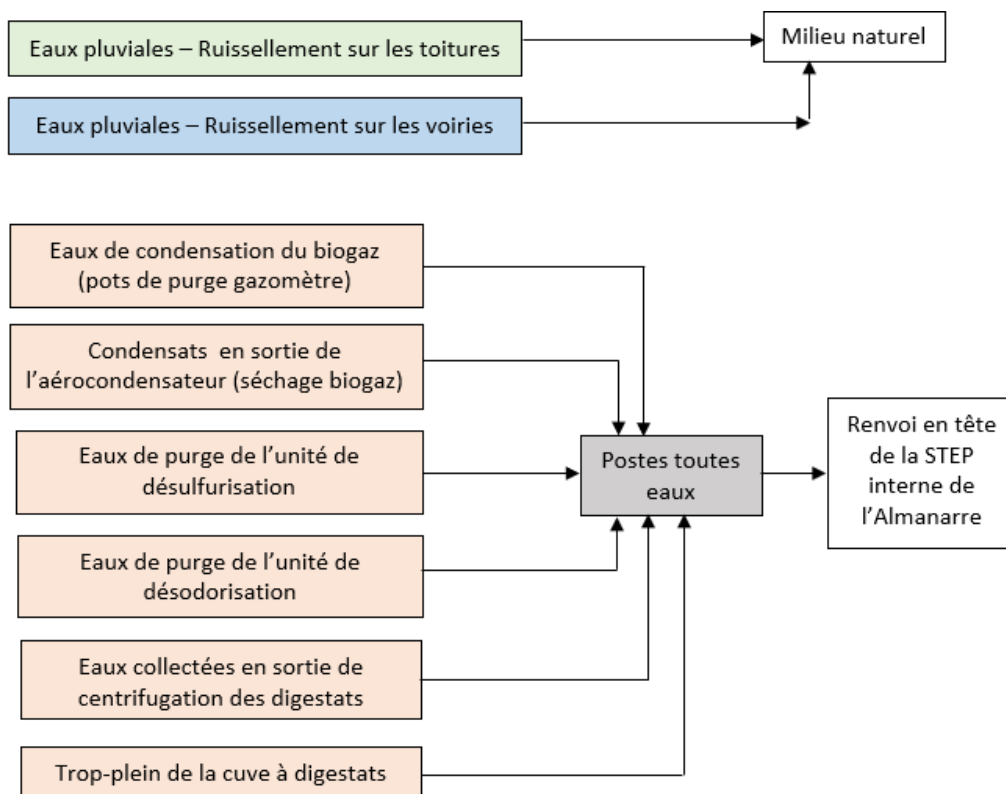 Eaux pluviales – Ruissellement sur les toitures
Milieu naturel
Eaux pluviales – Ruissellement sur les voiries
Eaux de condensation du biogaz
(pots de purge gazomètre)
Condensats en sortie de
l’aérocondensateur (séchage biogaz)
Eaux de purge de l’unité de
désulfurisation
Eaux de purge de l’unité de
désodorisation
Eaux collectées en sortie de
centrifugation des digestats
Trop-plein de la cuve à digestats
Postes toutes
eaux
Renvoi en tête
de la STEP
interne de
l’Almanarre